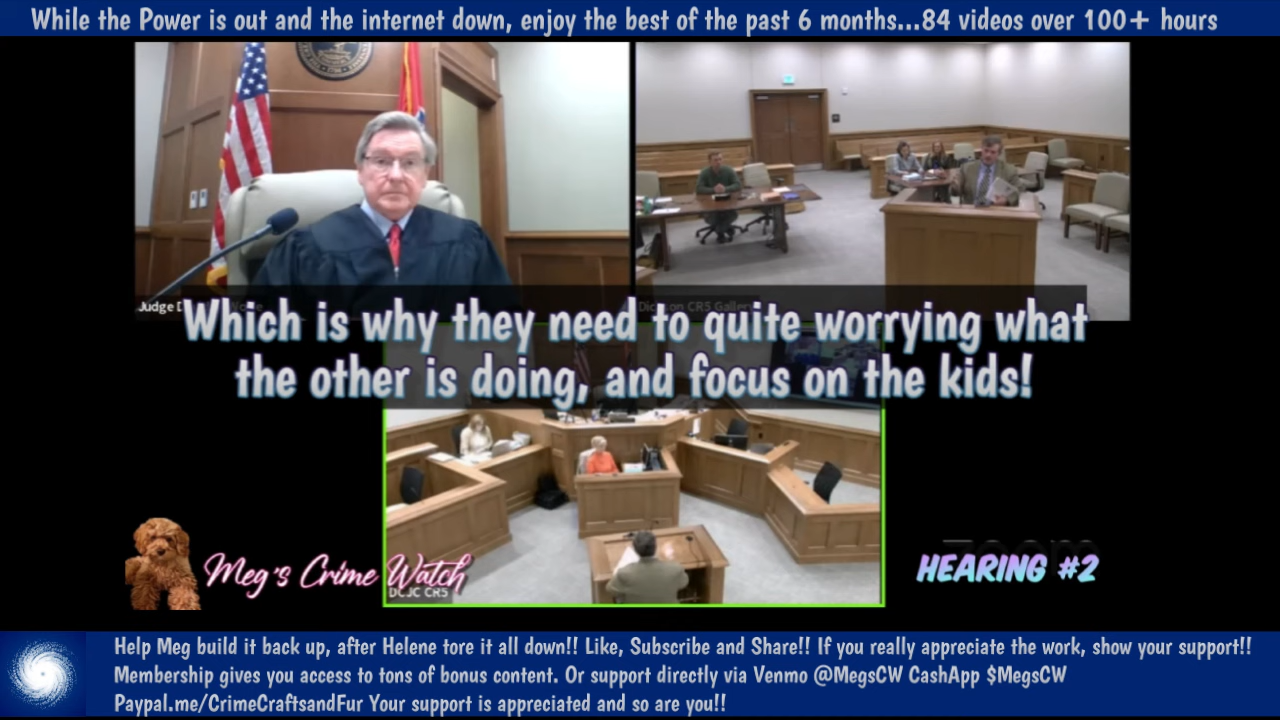 While the Power is out and the internet down, enjoy the best of the past 6 months...84 videos over 100+ hours
Judge D
Dickson CR5 Gallery
Which is why they need to quite worrying what
the other is doing, and focus on the kids!
Meg's Crime Watch
DCJC CR5
HEARING #2
Help Meg build it back up, after Helene tore it all down!! Like, Subscribe and Share!! If you really appreciate the work, show your support!!
Membership gives you access to tons of bonus content. Or support directly via Venmo @MegsCW CashApp $MegsCW
Paypal.me/CrimeCraftsandFur Your support is appreciated and so are you!!